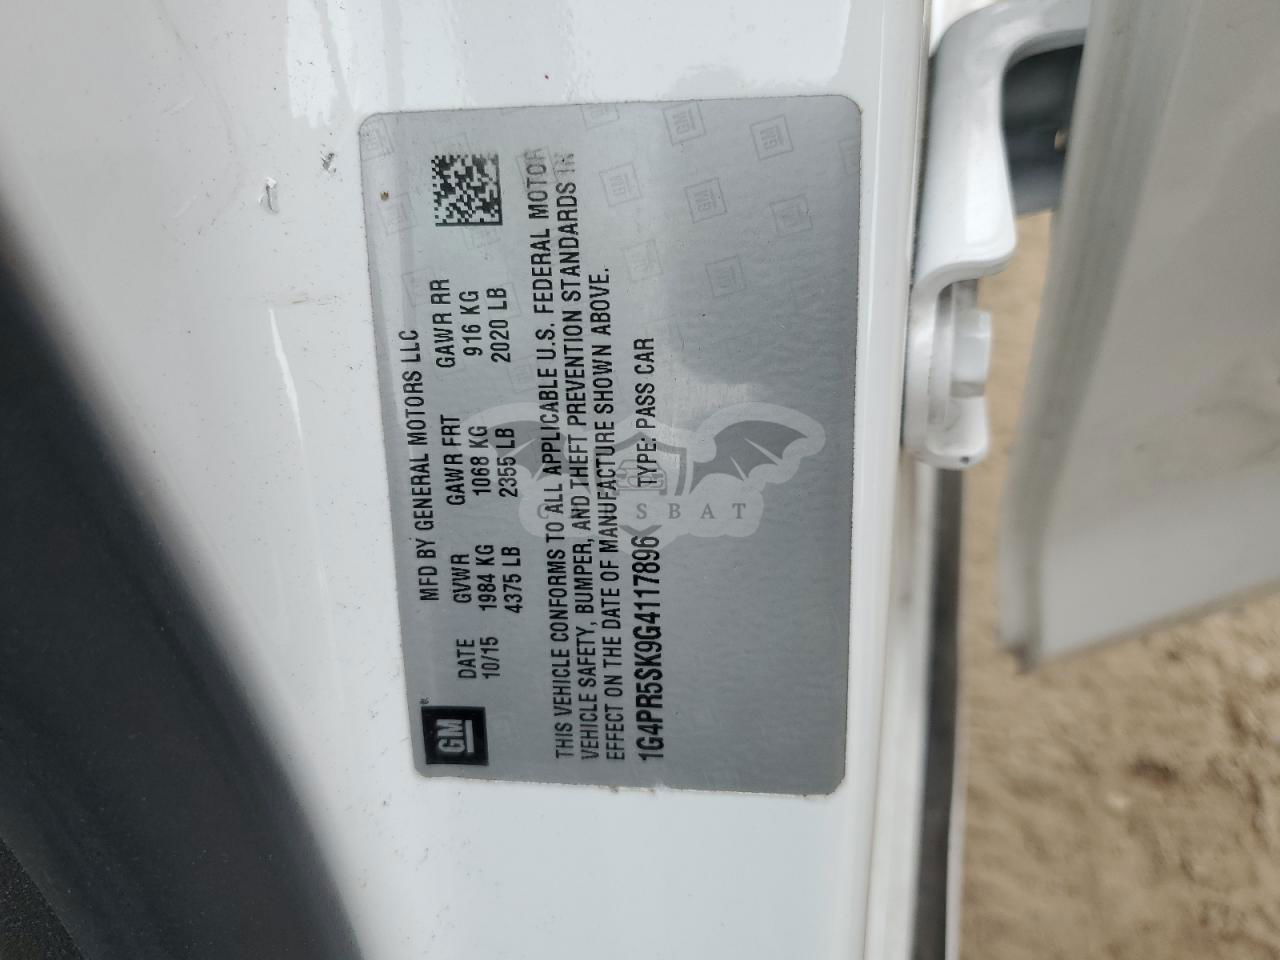 MFD BY GENERAL MOTORS LLC
DATE GVWR GAWR FRT GAWR RR
10/15 1984 KG 1068 KG 916 KG
4375 LB 2355 LB 2020 LB
GM
THIS VEHICLE CONFORMS TO ALL APPLICABLE U.S. FEDERAL MOTOR
VEHICLE SAFETY, BUMPER, AND THEFT PREVENTION STANDARDS IN
EFFECT ON THE DATE OF MANUFACTURE SHOWN ABOVE.
1G4PR5SK9G4117896 TYPE: PASS CAR